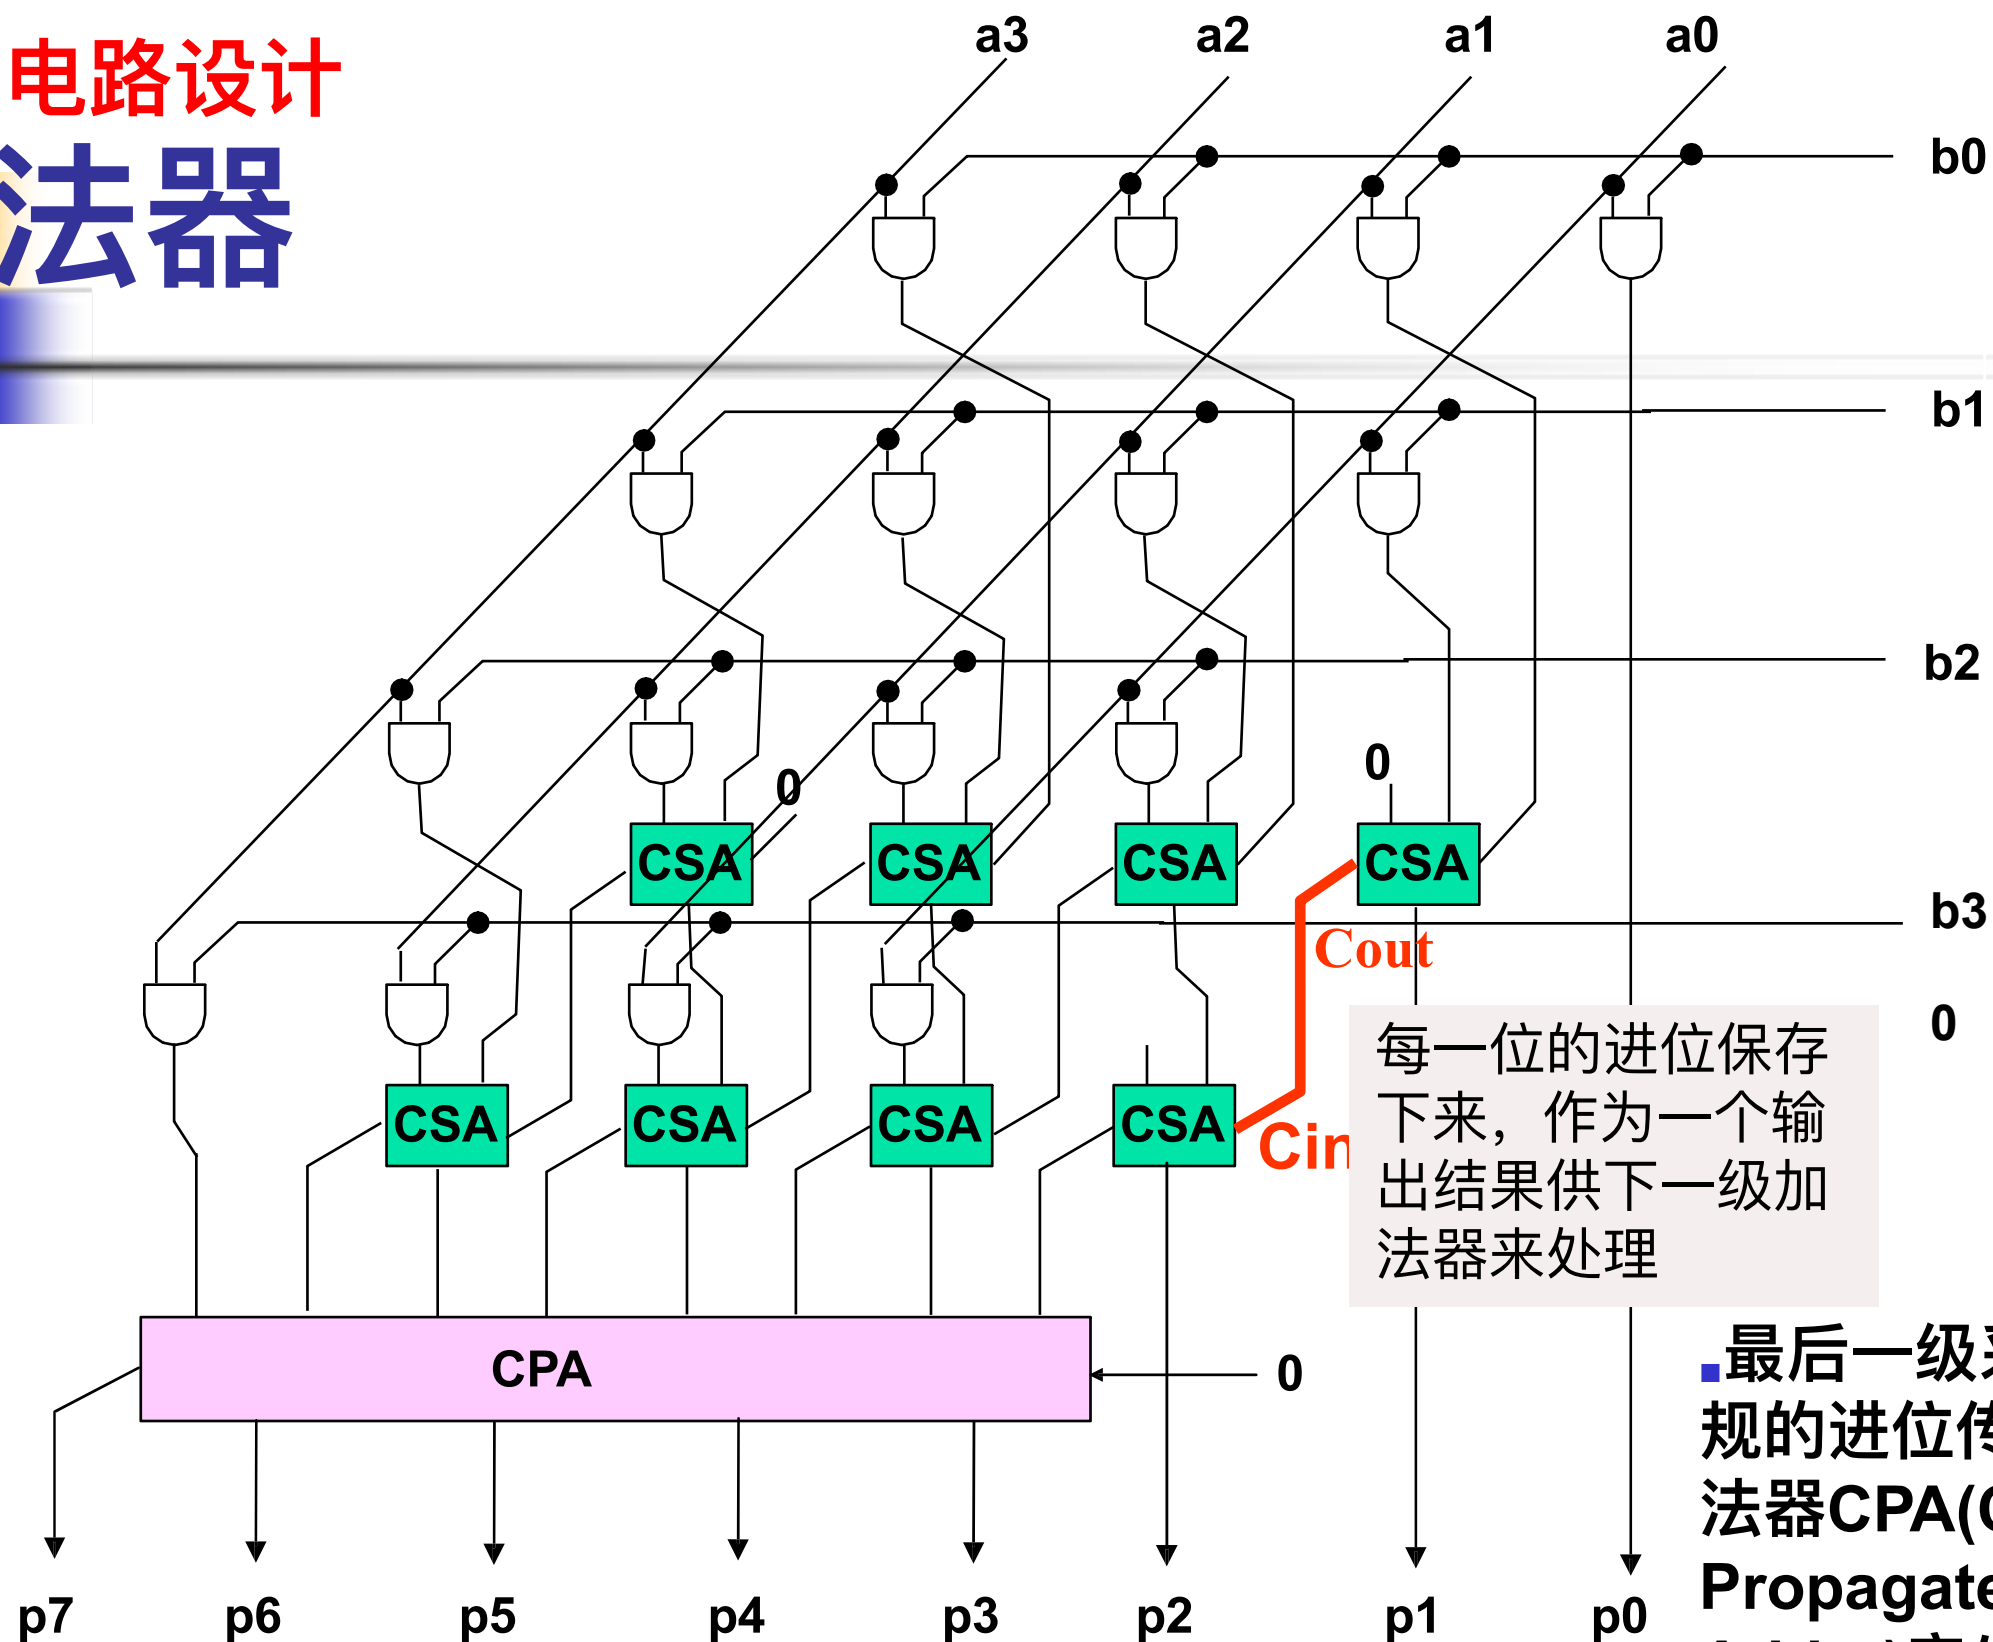 a3 a2 a1 a0
电路设计
法器
b0
b1
b2
0 0
CSA CSA CSA CSA
b3
Cout
0
每一位的进位保存
下来，作为一个输
出结果供下一级加
法器来处理
CSA CSA CSA CSA
Cin
CPA
0
■最后一级
规的进位传
法器CPA(
Propagate
p7 p6 p5 p4 p3 p2 p1 p0